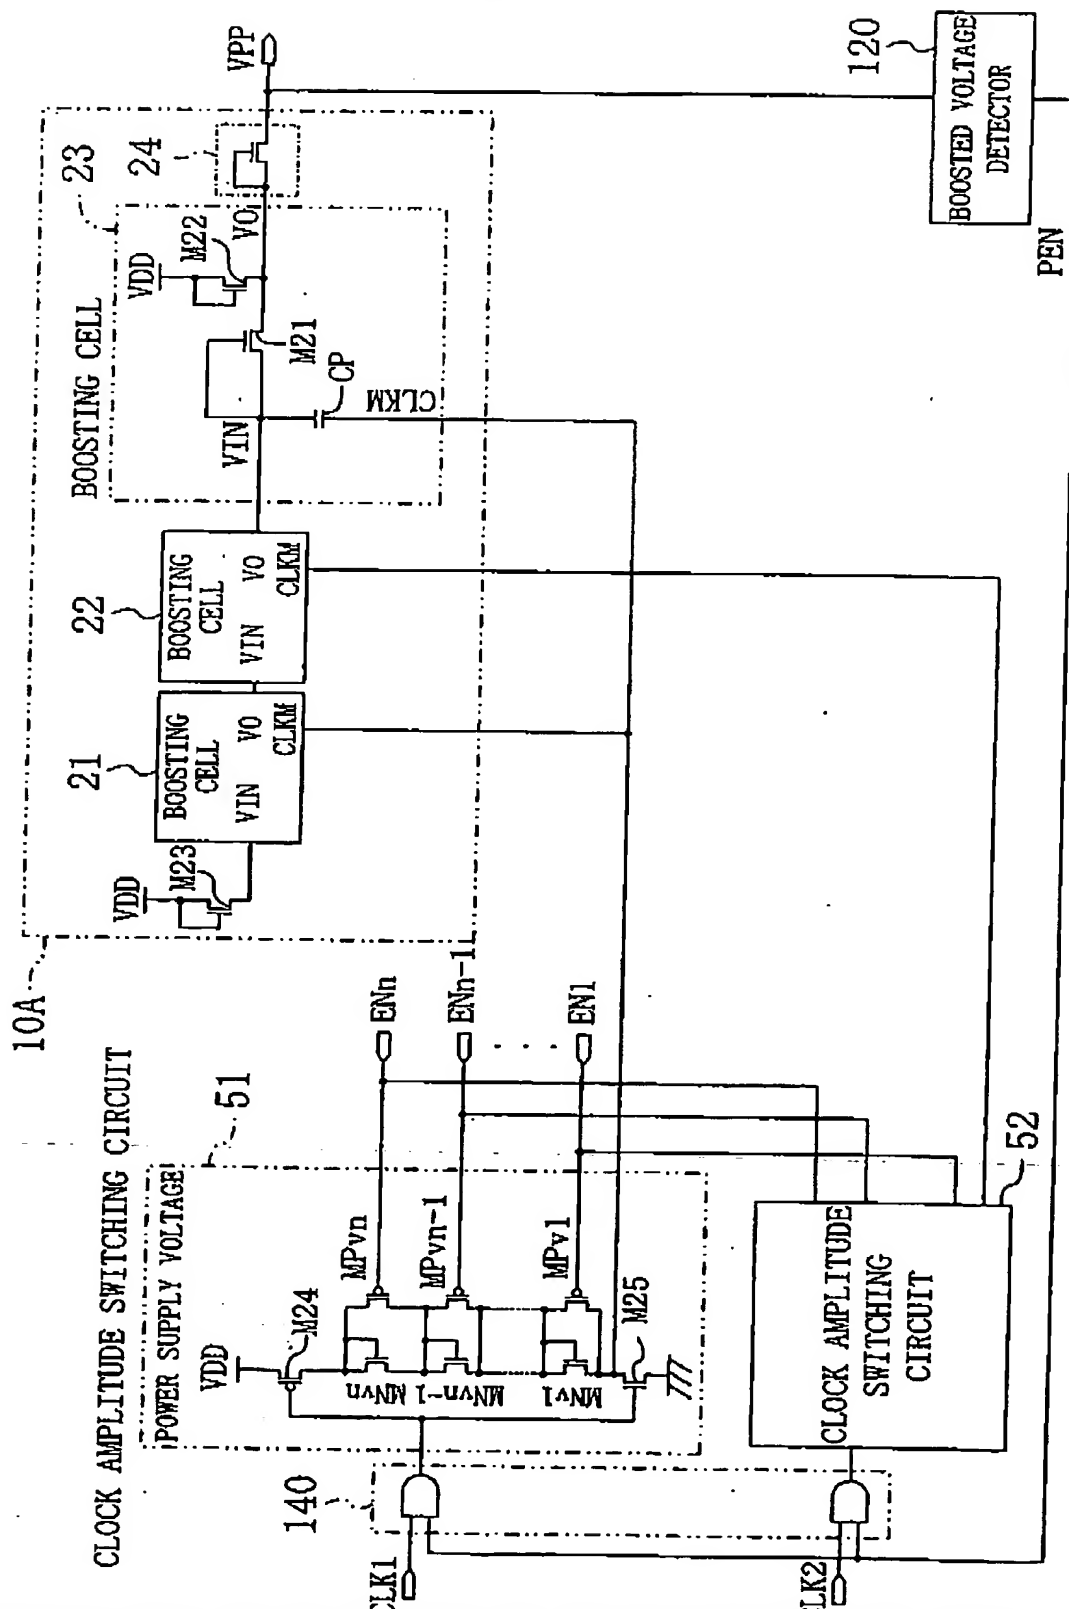 CLOCK AMPLITUDE SWITCHING CIRCUIT
POWER SUPPLY VOLTAGE
51
VDD
M24
MPvn
MPvn-1
MPv1
MNvn
MNvn-1
MNv1
M25
ENn
ENn-1
EN1
140
CLK1
CLK2
CLOCK AMPLITUDE
SWITCHING
CIRCUIT
52
10A
VDD
M23
21
BOOSTING
CELL
VIN
VO
CLKM
22
BOOSTING
CELL
VIN
VO
CLKM
BOOSTING CELL
23
VIN
VDD
M22
M21
CP
CLKM
VO
24
VPP
120
BOOSTED VOLTAGE
DETECTOR
PEN